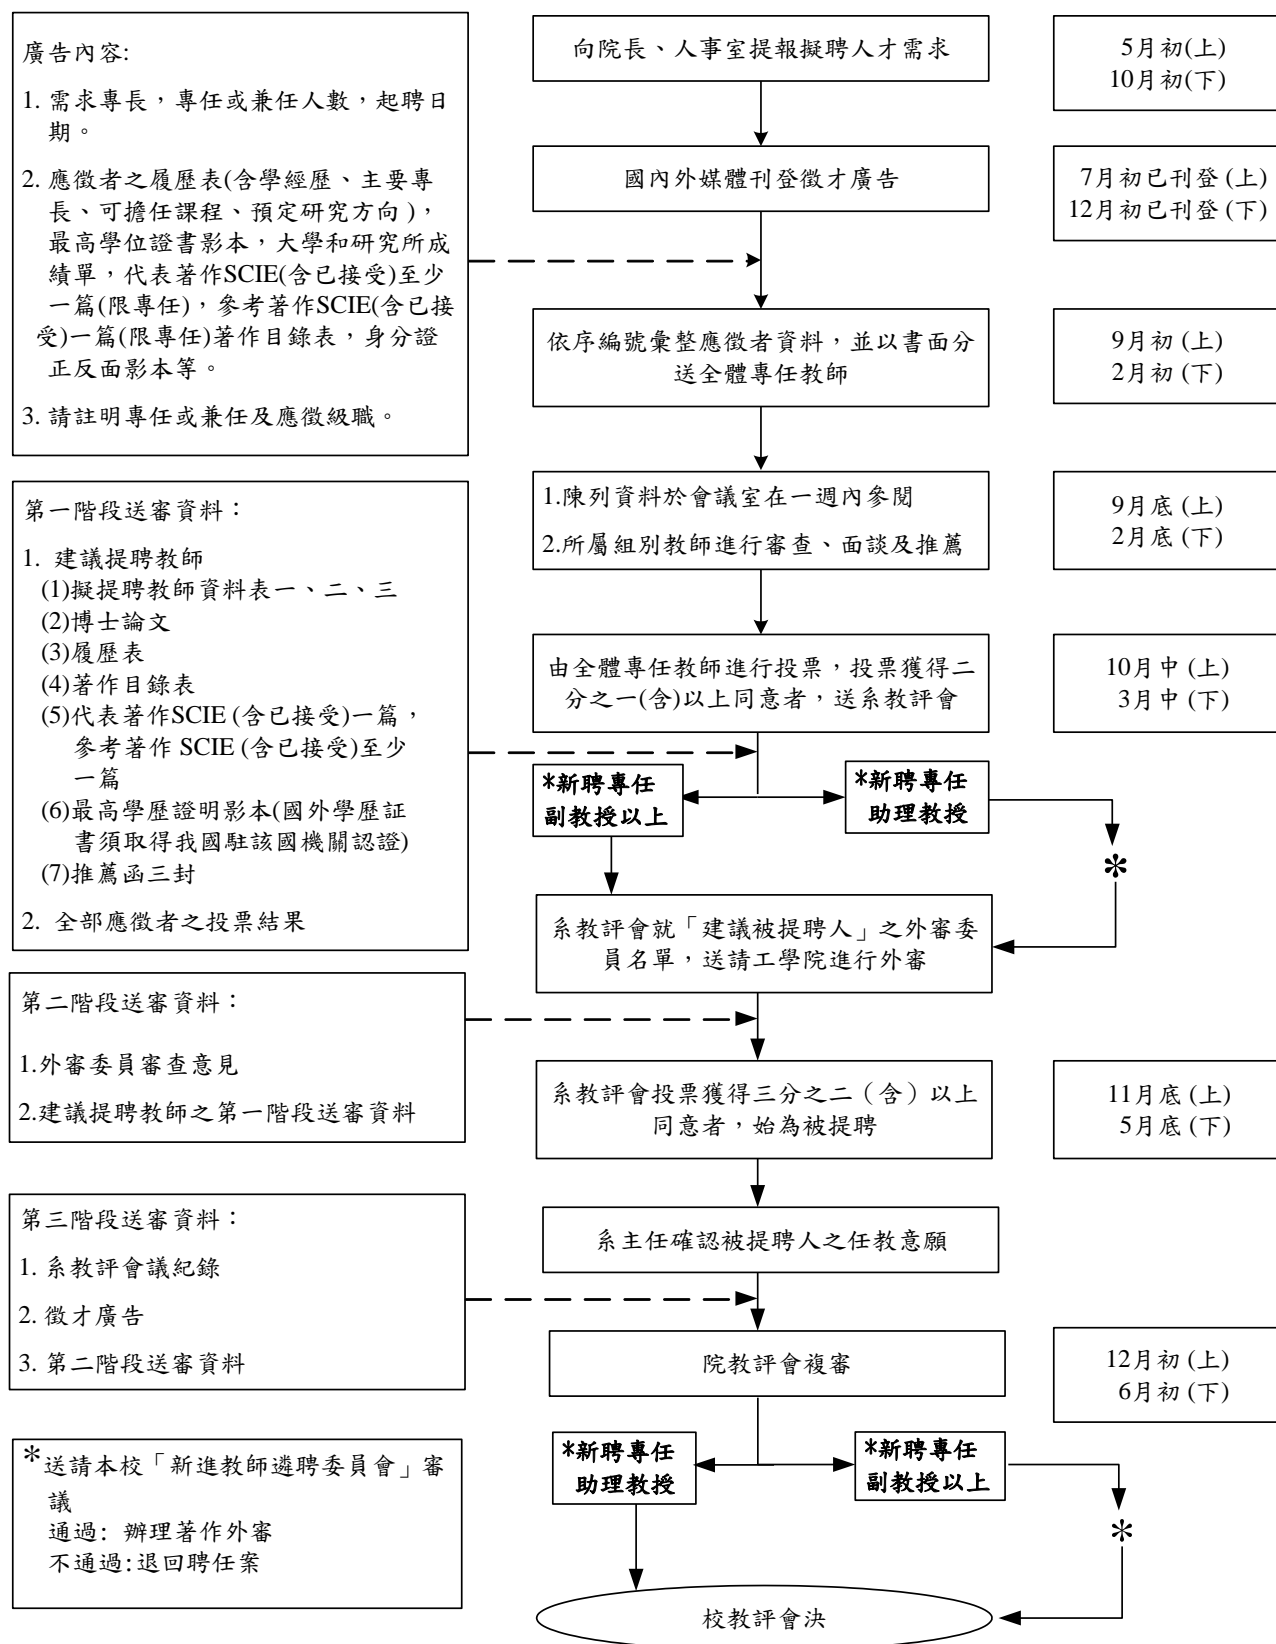 廣告內容:
1. 需求專長，專任或兼任人數，起聘日
期。
2. 應徵者之履歷表(含學經歷、主要專
長、可擔任課程、預定研究方向 )，
最高學位證書影本，大學和研究所成
績單，代表著作SCIE(含已接受)至少
一篇(限專任)，參考著作SCIE(含已接
受)一篇(限專任)著作目錄表，身分證
正反面影本等。
3. 請註明專任或兼任及應徵級職。
第一階段送審資料：
1. 建議提聘教師
(1)擬提聘教師資料表一、二、三
(2)博士論文
(3)履歷表
(4)著作目錄表
(5)代表著作SCIE (含已接受)一篇，
參考著作 SCIE (含已接受)至少
一篇
(6)最高學歷證明影本(國外學歷証
書須取得我國駐該國機關認證)
(7)推薦函三封
2. 全部應徵者之投票結果
第二階段送審資料：
1.外審委員審查意見
2.建議提聘教師之第一階段送審資料
第三階段送審資料：
1. 系教評會議紀錄
2. 徵才廣告
3. 第二階段送審資料
*送請本校「新進教師遴聘委員會」審
議
通過: 辦理著作外審
不通過:退回聘任案
向院長、人事室提報擬聘人才需求
國內外媒體刊登徵才廣告
依序編號彙整應徵者資料，並以書面分
送全體專任教師
1.陳列資料於會議室在一週內參閱
2.所屬組別教師進行審查、面談及推薦
由全體專任教師進行投票，投票獲得二
分之一(含)以上同意者，送系教評會
*新聘專任
副教授以上
*新聘專任
助理教授
*
系教評會就「建議被提聘人」之外審委
員名單，送請工學院進行外審
系教評會投票獲得三分之二（含）以上
同意者，始為被提聘
系主任確認被提聘人之任教意願
院教評會複審
*新聘專任
助理教授
*新聘專任
副教授以上
*
校教評會決
5月初(上)
10月初(下)
7月初已刊登 (上)
12月初已刊登 (下)
9月初 (上)
2月初 (下)
9月底 (上)
2月底 (下)
10月中 (上)
3月中 (下)
11月底 (上)
5月底 (下)
12月初 (上)
6月初 (下)